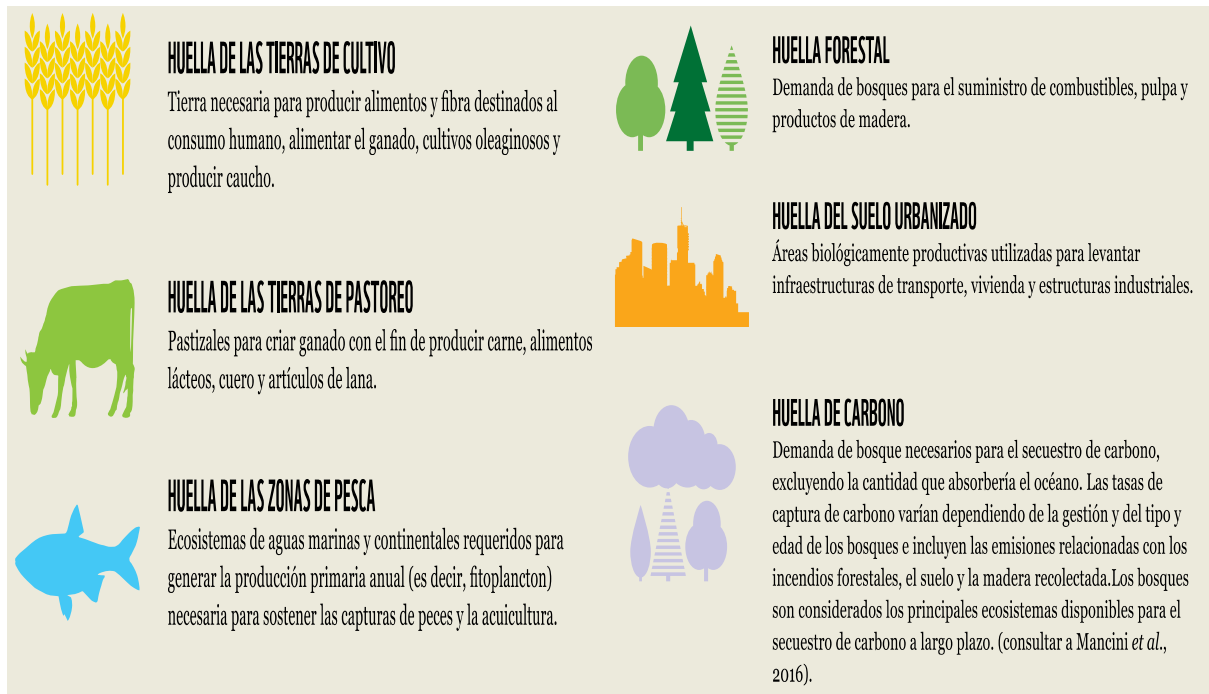 HUELLA DE LAS TIERRAS DE CULTIVO
Tierra necesaria para producir alimentos y fibra destinados al
consumo humano, alimentar el ganado, cultivos oleaginosos y
producir caucho.
HUELLA DE LAS TIERRAS DE PASTOREO
Pastizales para criar ganado con el fin de producir carne, alimentos
lácteos, cuero y artículos de lana.
HUELLA DE LAS ZONAS DE PESCA
Ecosistemas de aguas marinas y continentales requeridos para
generar la producción primaria anual (es decir, fitoplancton)
necesaria para sostener las capturas de peces y la acuicultura.
HUELLA FORESTAL
Demanda de bosques para el suministro de combustibles, pulpa y
productos de madera.
HUELLA DEL SUELO URBANIZADO
Áreas biológicamente productivas utilizadas para levantar
infraestructuras de transporte, vivienda y estructuras industriales.
HUELLA DE CARBONO
Demanda de bosque necesarios para el secuestro de carbono,
excluyendo la cantidad que absorbería el océano. Las tasas de
captura de carbono varían dependiendo de la gestión y del tipo y
edad de los bosques e incluyen las emisiones relacionadas con los
incendios forestales, el suelo y la madera recolectada.Los bosques
son considerados los principales ecosistemas disponibles para el
secuestro de carbono a largo plazo. (consultar a Mancini et al.,
2016).